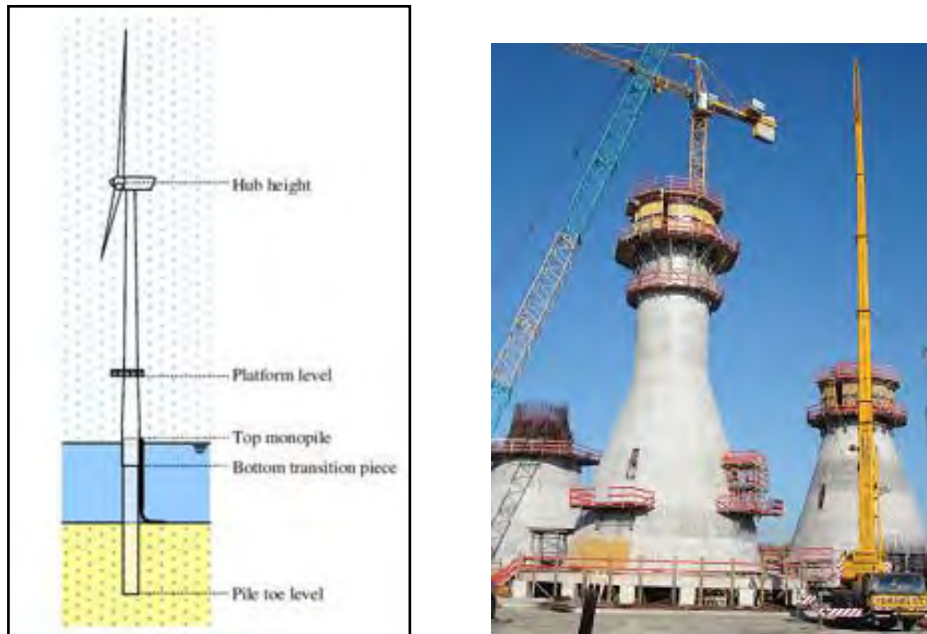 Hub height
Platform level
Top monopile
Bottom transition piece
Pile toe level